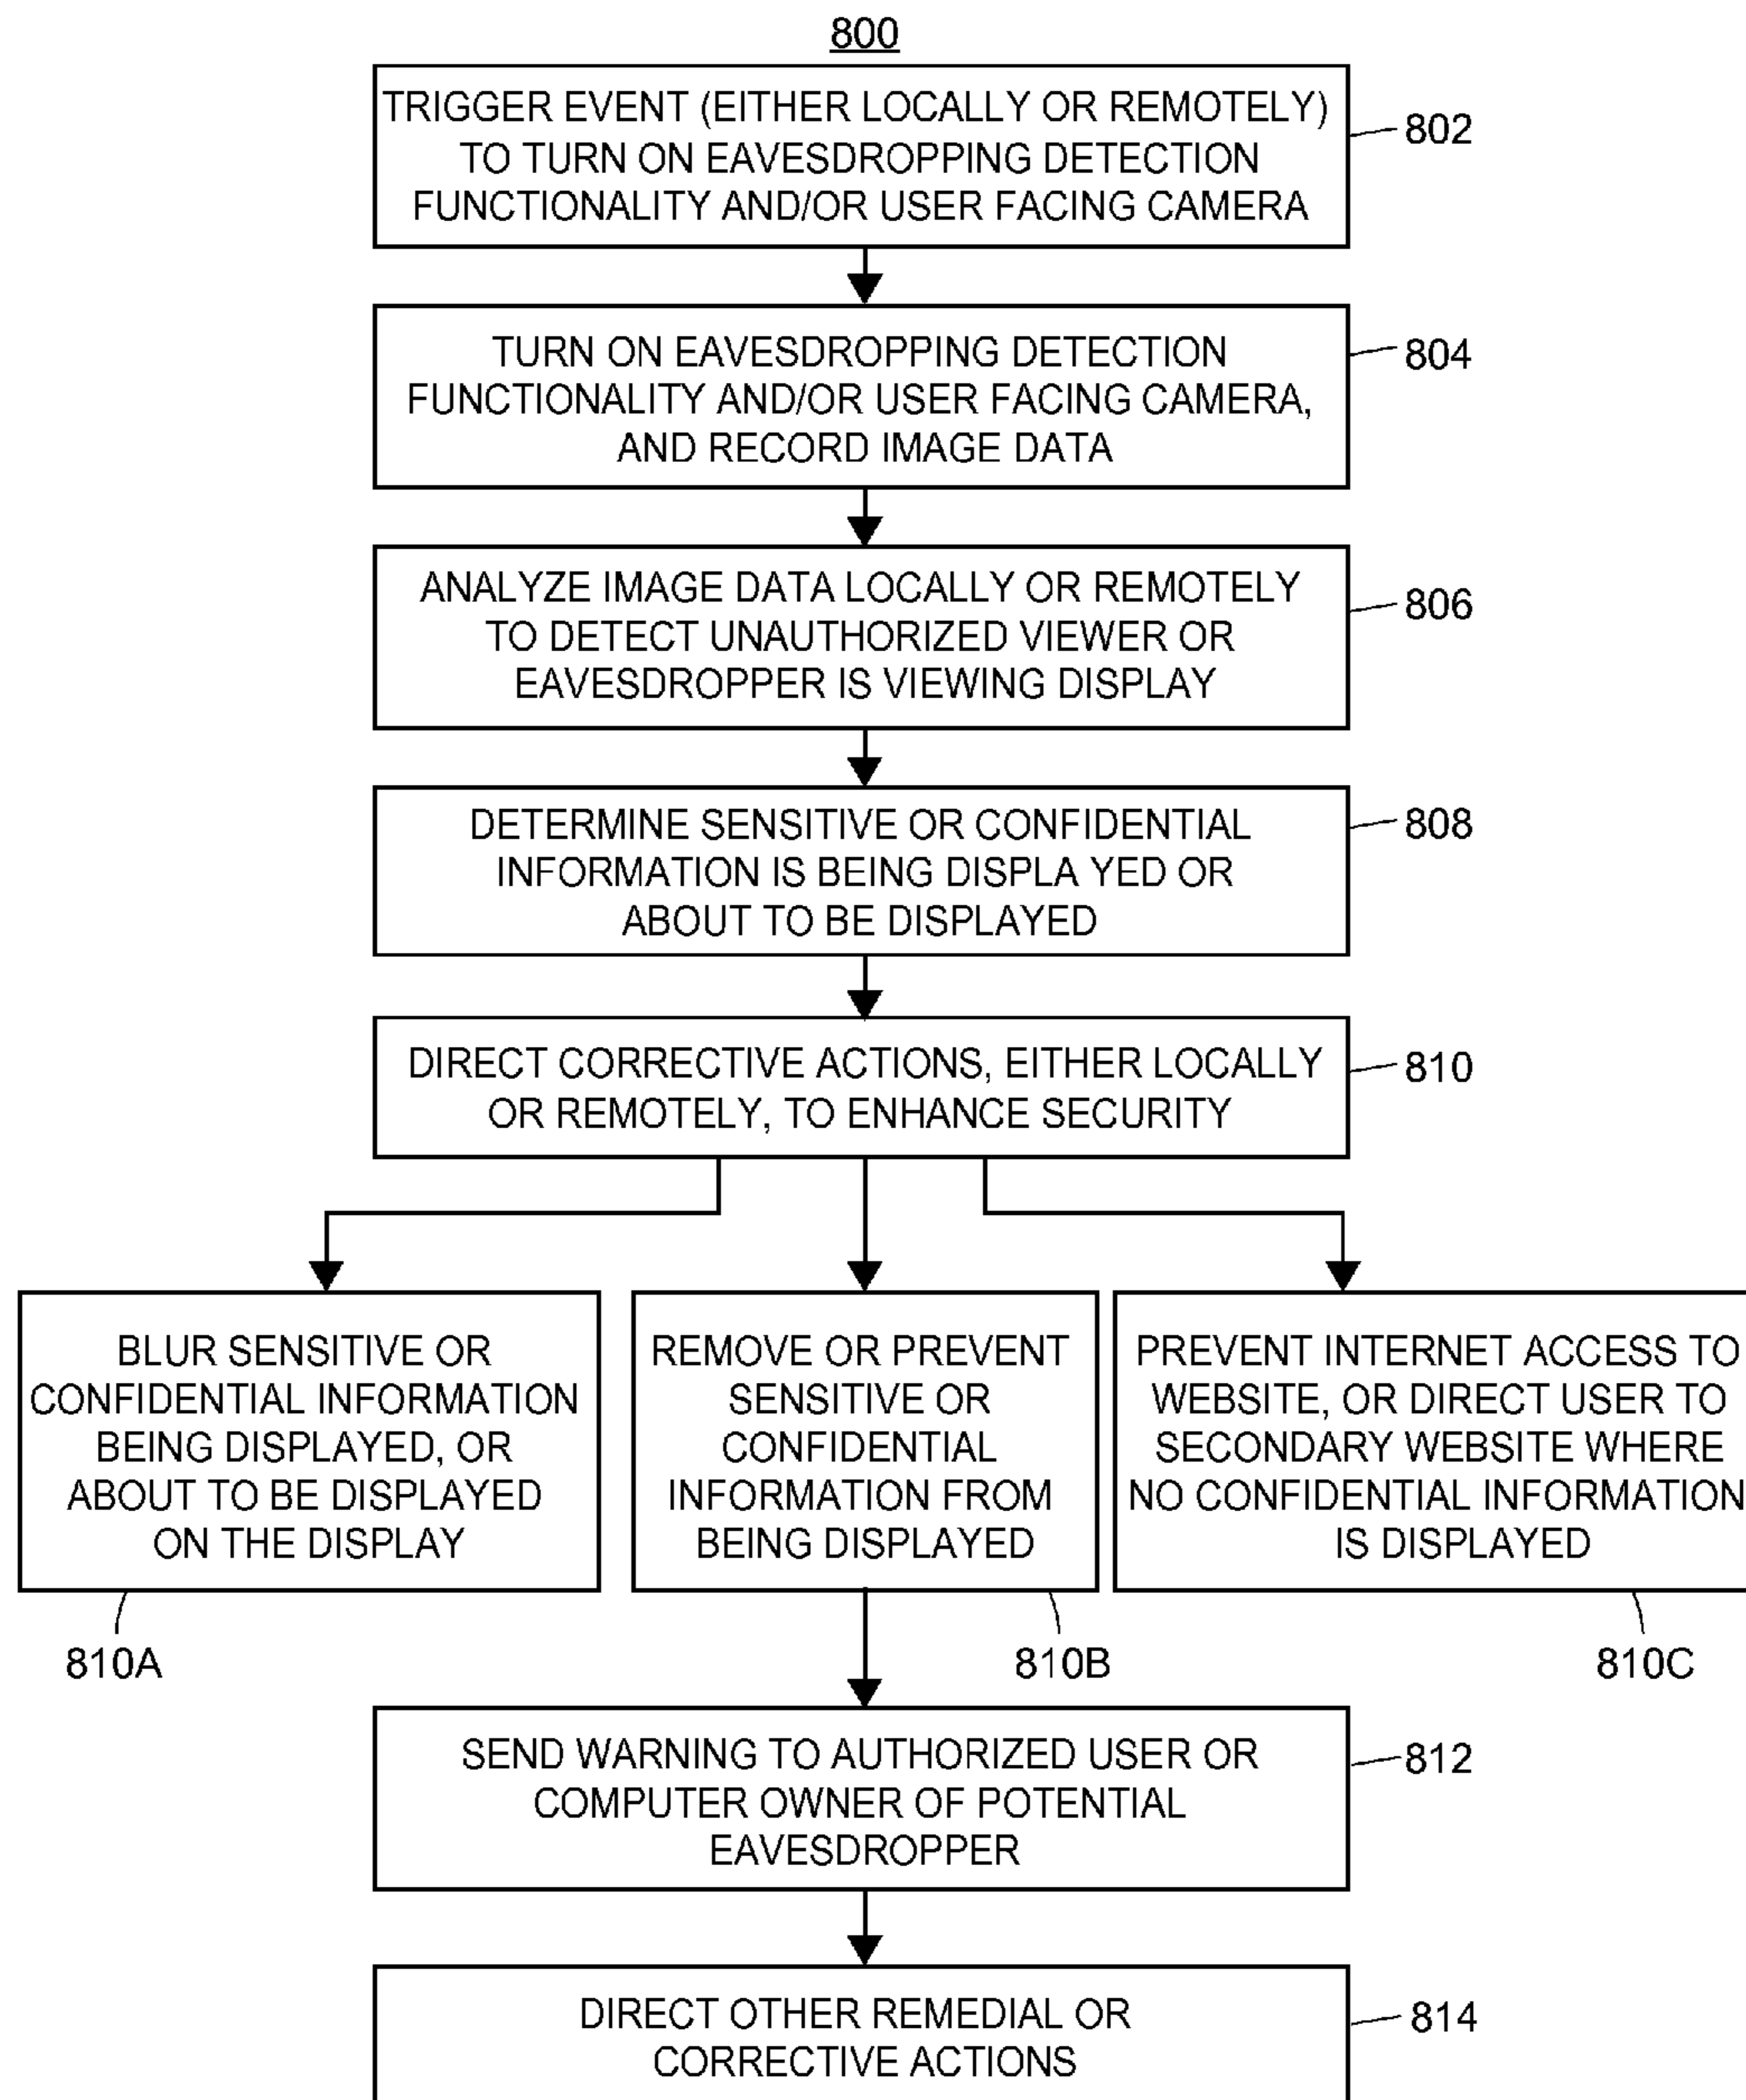 800
TRIGGER EVENT (EITHER LOCALLY OR REMOTELY)
TO TURN ON EAVESDROPPING DETECTION
FUNCTIONALITY AND/OR USER FACING CAMERA
802
TURN ON EAVESDROPPING DETECTION
FUNCTIONALITY AND/OR USER FACING CAMERA,
AND RECORD IMAGE DATA
804
ANALYZE IMAGE DATA LOCALLY OR REMOTELY
TO DETECT UNAUTHORIZED VIEWER OR
EAVESDROPPER IS VIEWING DISPLAY
806
DETERMINE SENSITIVE OR CONFIDENTIAL
INFORMATION IS BEING DISPLA YED OR
ABOUT TO BE DISPLAYED
808
DIRECT CORRECTIVE ACTIONS, EITHER LOCALLY
OR REMOTELY, TO ENHANCE SECURITY
810
BLUR SENSITIVE OR
CONFIDENTIAL INFORMATION
BEING DISPLAYED, OR
ABOUT TO BE DISPLAYED
ON THE DISPLAY
810A
REMOVE OR PREVENT
SENSITIVE OR
CONFIDENTIAL
INFORMATION FROM
BEING DISPLAYED
810B
PREVENT INTERNET ACCESS TO
WEBSITE, OR DIRECT USER TO
SECONDARY WEBSITE WHERE
NO CONFIDENTIAL INFORMATION
IS DISPLAYED
810C
SEND WARNING TO AUTHORIZED USER OR
COMPUTER OWNER OF POTENTIAL
EAVESDROPPER
812
DIRECT OTHER REMEDIAL OR
CORRECTIVE ACTIONS
814